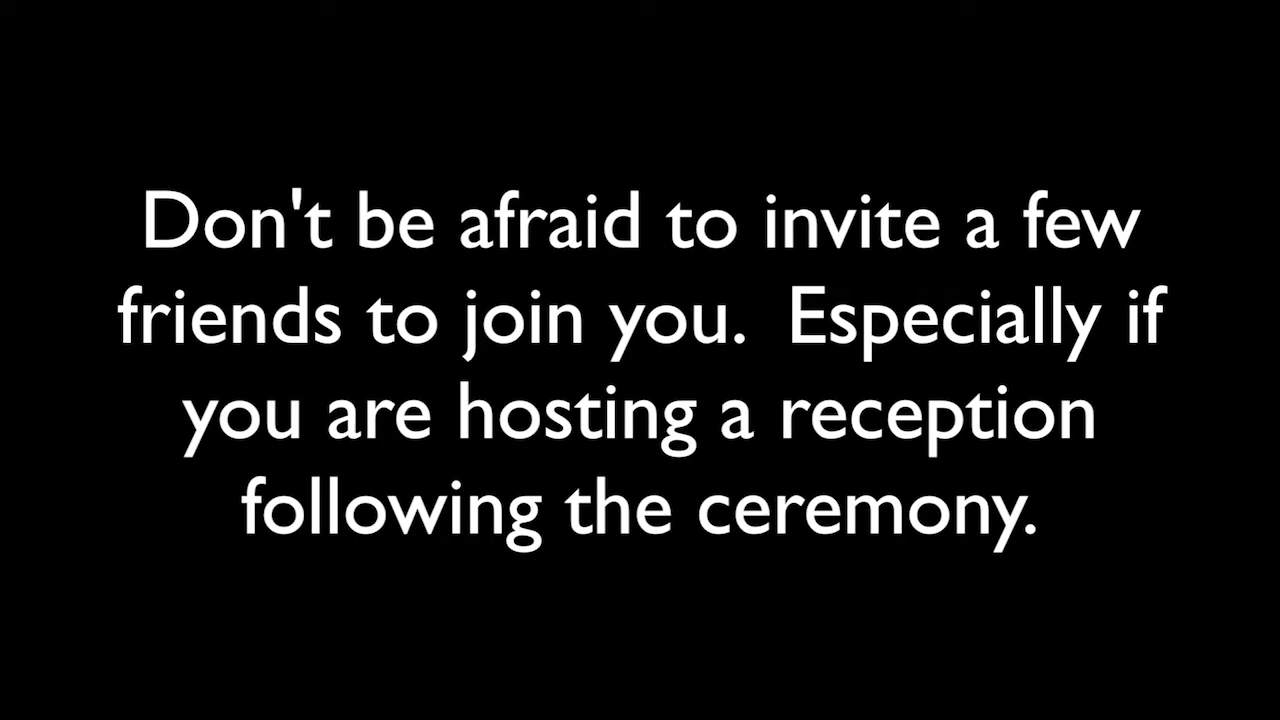 Don't be afraid to invite a few
friends to join you.  Especially if
you are hosting a reception
following the ceremony.